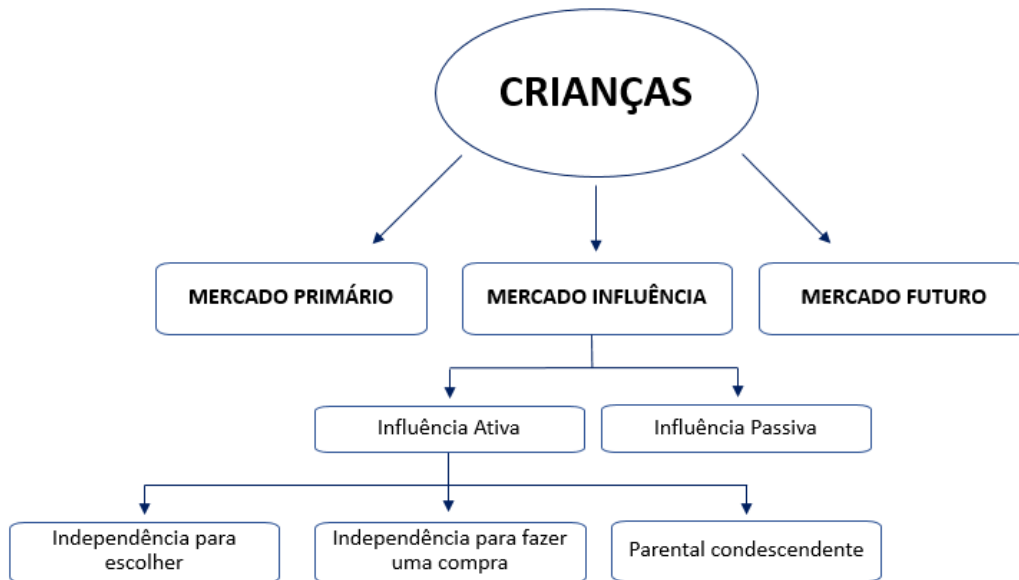 CRIANÇAS
MERCADO PRIMÁRIO
MERCADO INFLUÊNCIA
MERCADO FUTURO
Influência Ativa
Influência Passiva
Independência para
escolher
Independência para fazer
uma compra
Parental condescendente